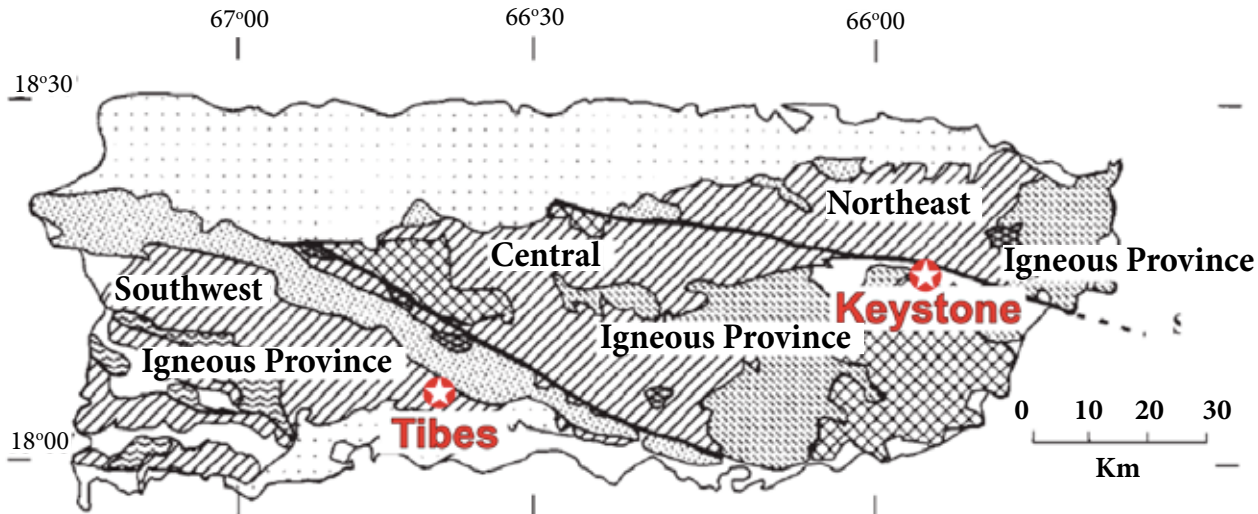 67°00
66°30
66°00
18°30
Northeast
Central
Igneous Province
Southwest
Keystone
Igneous Province
Igneous Province
Tibes
18°00
0 10 20 30
Km